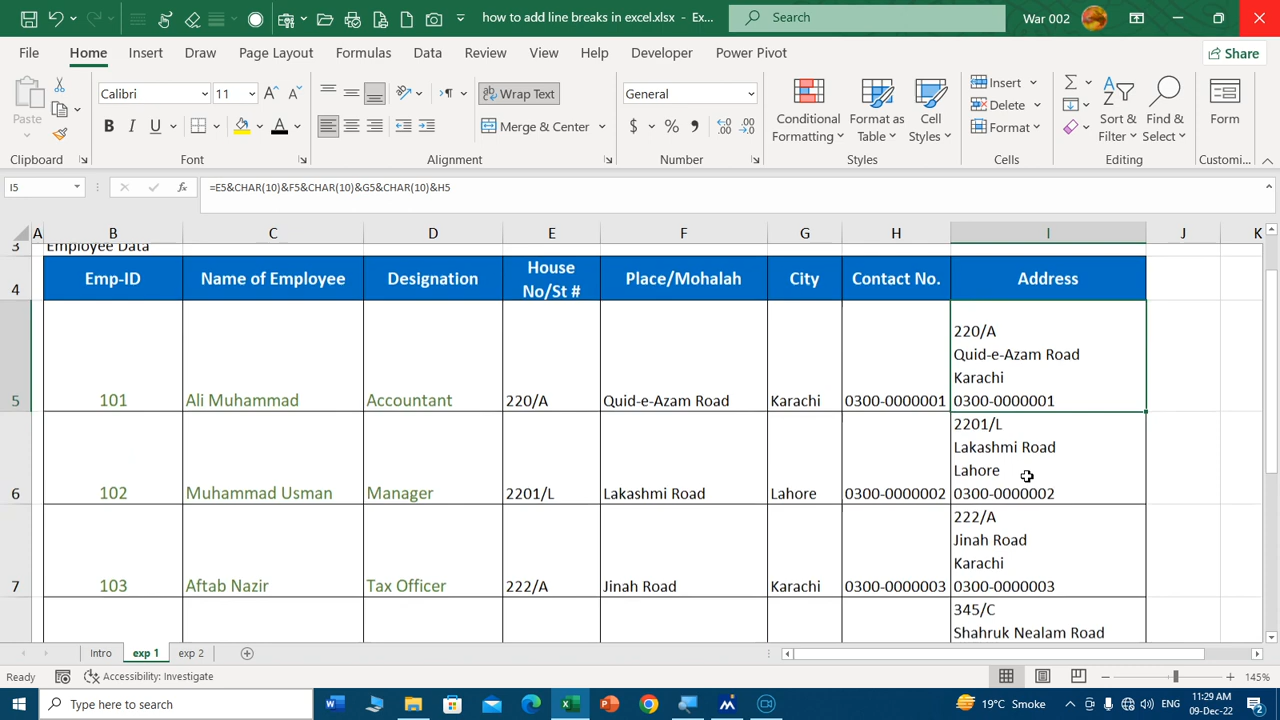 how to add line breaks in excel.xlsx - Ex...
Search
War 002
File
Home
Insert
Draw
Page Layout
Formulas
Data
Review
View
Help
Developer
Power Pivot
Share
Paste
Calibri
11
Wrap Text
General
Merge & Center
Conditional
Formatting
Format as
Table
Cell
Styles
Insert
Delete
Format
Sort &
Filter
Find &
Select
Form
Clipboard
Font
Alignment
Number
Styles
Cells
Editing
Customi...
I5
=E5&CHAR(10)&F5&CHAR(10)&G5&CHAR(10)&H5
A B C D E F G H I J K
3 Employee Data
4 Emp-ID Name of Employee Designation House No/St # Place/Mohalah City Contact No. Address
220/A
Quid-e-Azam Road
Karachi
5 101 Ali Muhammad Accountant 220/A Quid-e-Azam Road Karachi 0300-0000001 0300-0000001
2201/L
Lakashmi Road
Lahore
6 102 Muhammad Usman Manager 2201/L Lakashmi Road Lahore 0300-0000002 0300-0000002
222/A
Jinah Road
Karachi
7 103 Aftab Nazir Tax Officer 222/A Jinah Road Karachi 0300-0000003 0300-0000003
345/C
Shahruk Nealam Road
Intro
exp 1
exp 2
Ready
Accessibility: Investigate
145%
Type here to search
19°C Smoke
ENG
11:29 AM
09-Dec-22
2